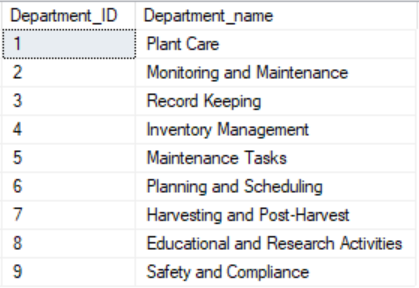 Department_ID Department_name
1 Plant Care
2 Monitoring and Maintenance
3 Record Keeping
4 Inventory Management
5 Maintenance Tasks
6 Planning and Scheduling
7 Harvesting and Post-Harvest
8 Educational and Research Activities
9 Safety and Compliance